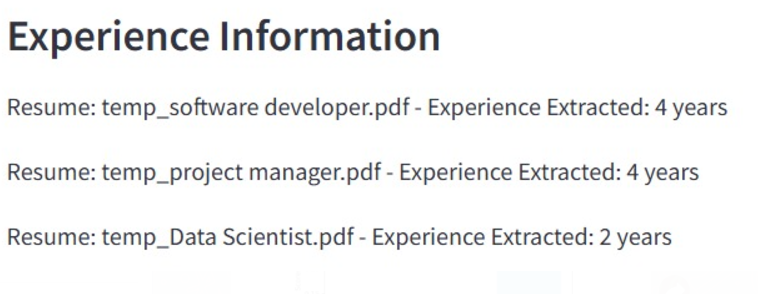 Experience Information
Resume: temp_software developer.pdf - Experience Extracted: 4 years
Resume: temp_project manager.pdf - Experience Extracted: 4 years
Resume: temp_Data Scientist.pdf - Experience Extracted: 2 years